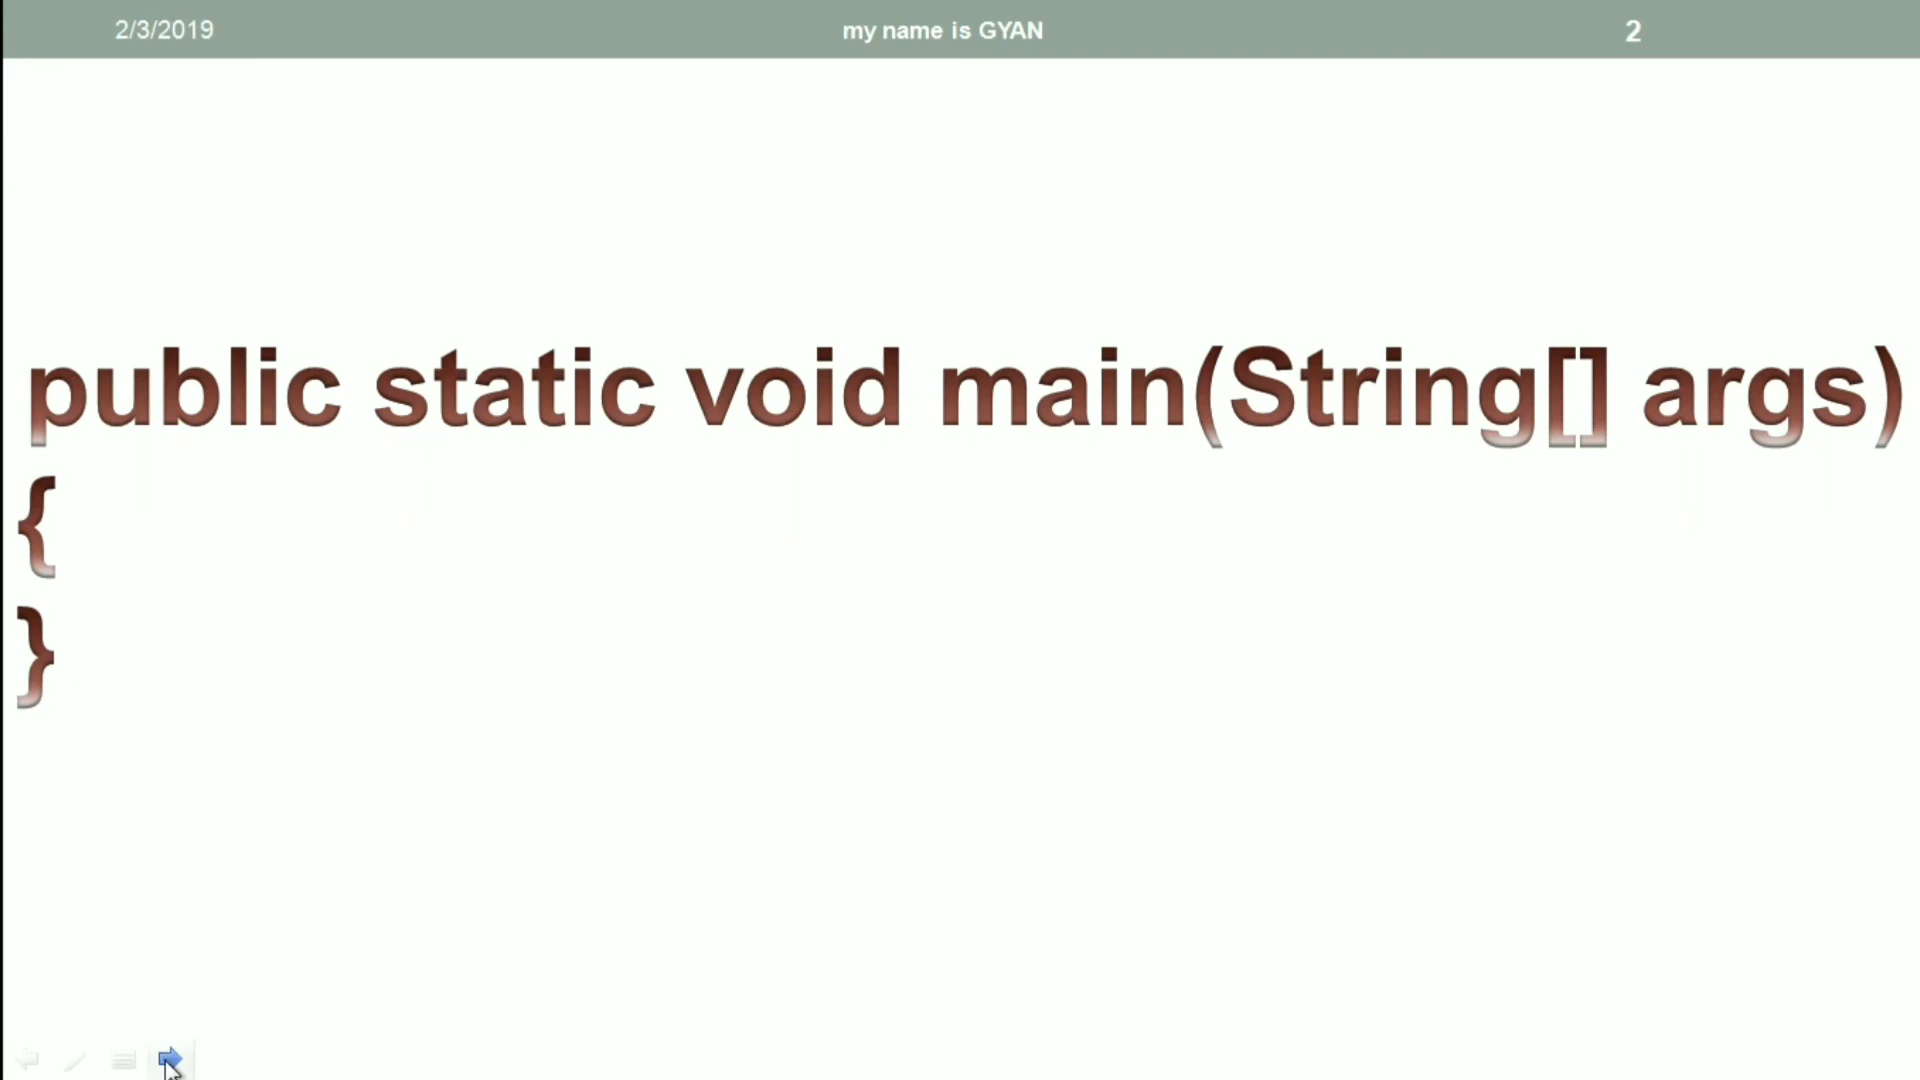 2/3/2019 my name is GYAN 2
public static void main(String[] args)
{
}